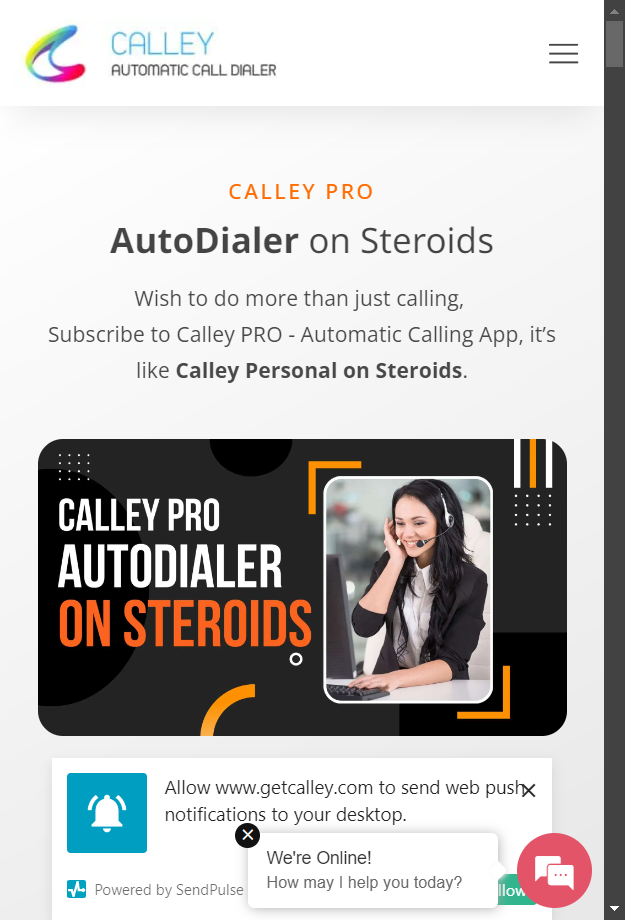 CALLEY
AUTOMATIC CALL DIALER
CALLEY PRO
AutoDialer on Steroids
Wish to do more than just calling,
Subscribe to Calley PRO - Automatic Calling App, it’s
like Calley Personal on Steroids.
CALLEY PRO
AUTODIALER
ON STEROIDS
Allow www.getcalley.com to send web push
notifications to your desktop.
We're Online!
How may I help you today?
Powered by SendPulse